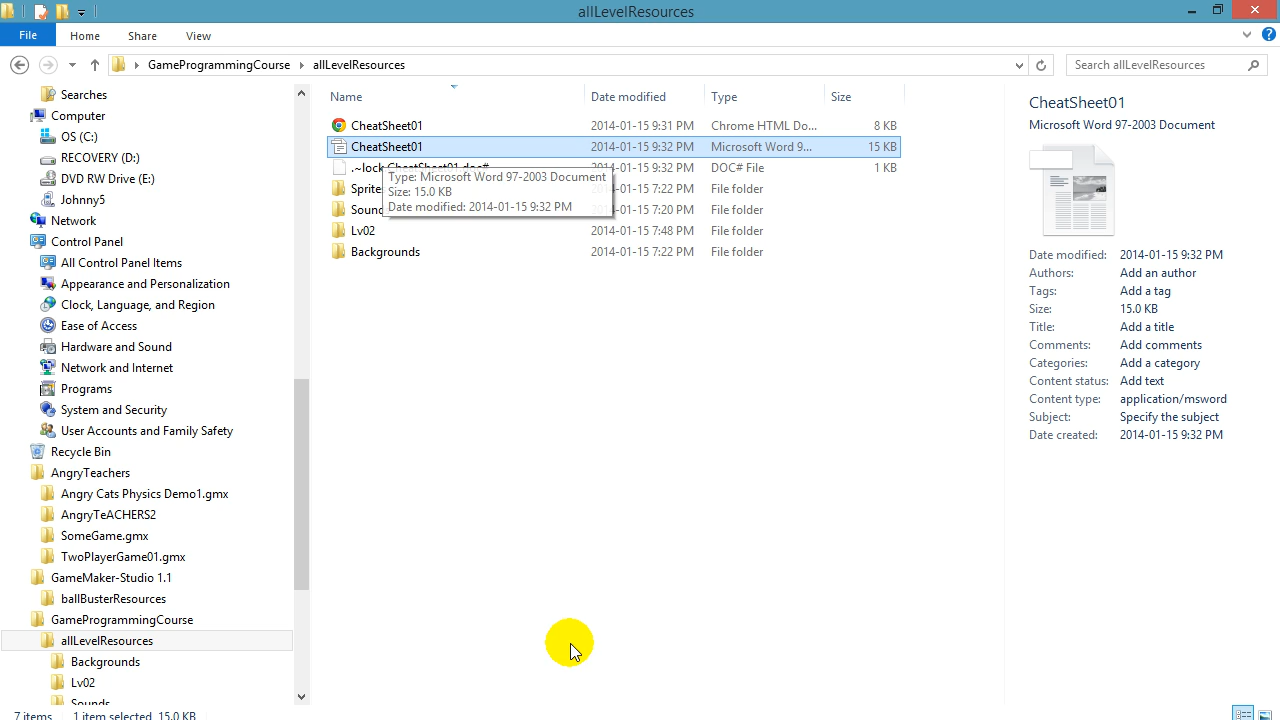 allLevelResources
File Home Share View
GameProgrammingCourse allLevelResources Search allLevelResources
Searches
Computer
OS (C:)
RECOVERY (D:)
DVD RW Drive (E:)
Johnny5
Network
Control Panel
All Control Panel Items
Appearance and Personalization
Clock, Language, and Region
Ease of Access
Hardware and Sound
Network and Internet
Programs
System and Security
User Accounts and Family Safety
Recycle Bin
AngryTeachers
Angry Cats Physics Demo1.gmx
AngryTeACHERS2
SomeGame.gmx
TwoPlayerGame01.gmx
GameMaker-Studio 1.1
ballBusterResources
GameProgrammingCourse
allLevelResources
Backgrounds
Lv02
Sounds
Name Date modified Type Size
CheatSheet01 2014-01-15 9:31 PM Chrome HTML Do... 8 KB
CheatSheet01 2014-01-15 9:32 PM Microsoft Word 9... 15 KB
.~lock.CheatSheet01.doc# 2014-01-15 9:32 PM DOC# File 1 KB
Sprite 2014-01-15 7:22 PM File folder
Soun 2014-01-15 7:20 PM File folder
Lv02 2014-01-15 7:48 PM File folder
Backgrounds 2014-01-15 7:22 PM File folder
Type: Microsoft Word 97-2003 Document
Size: 15.0 KB
Date modified: 2014-01-15 9:32 PM
CheatSheet01
Microsoft Word 97-2003 Document
Date modified: 2014-01-15 9:32 PM
Authors: Add an author
Tags: Add a tag
Size: 15.0 KB
Title: Add a title
Comments: Add comments
Categories: Add a category
Content status: Add text
Content type: application/msword
Subject: Specify the subject
Date created: 2014-01-15 9:32 PM
7 items 1 item selected 15.0 KB